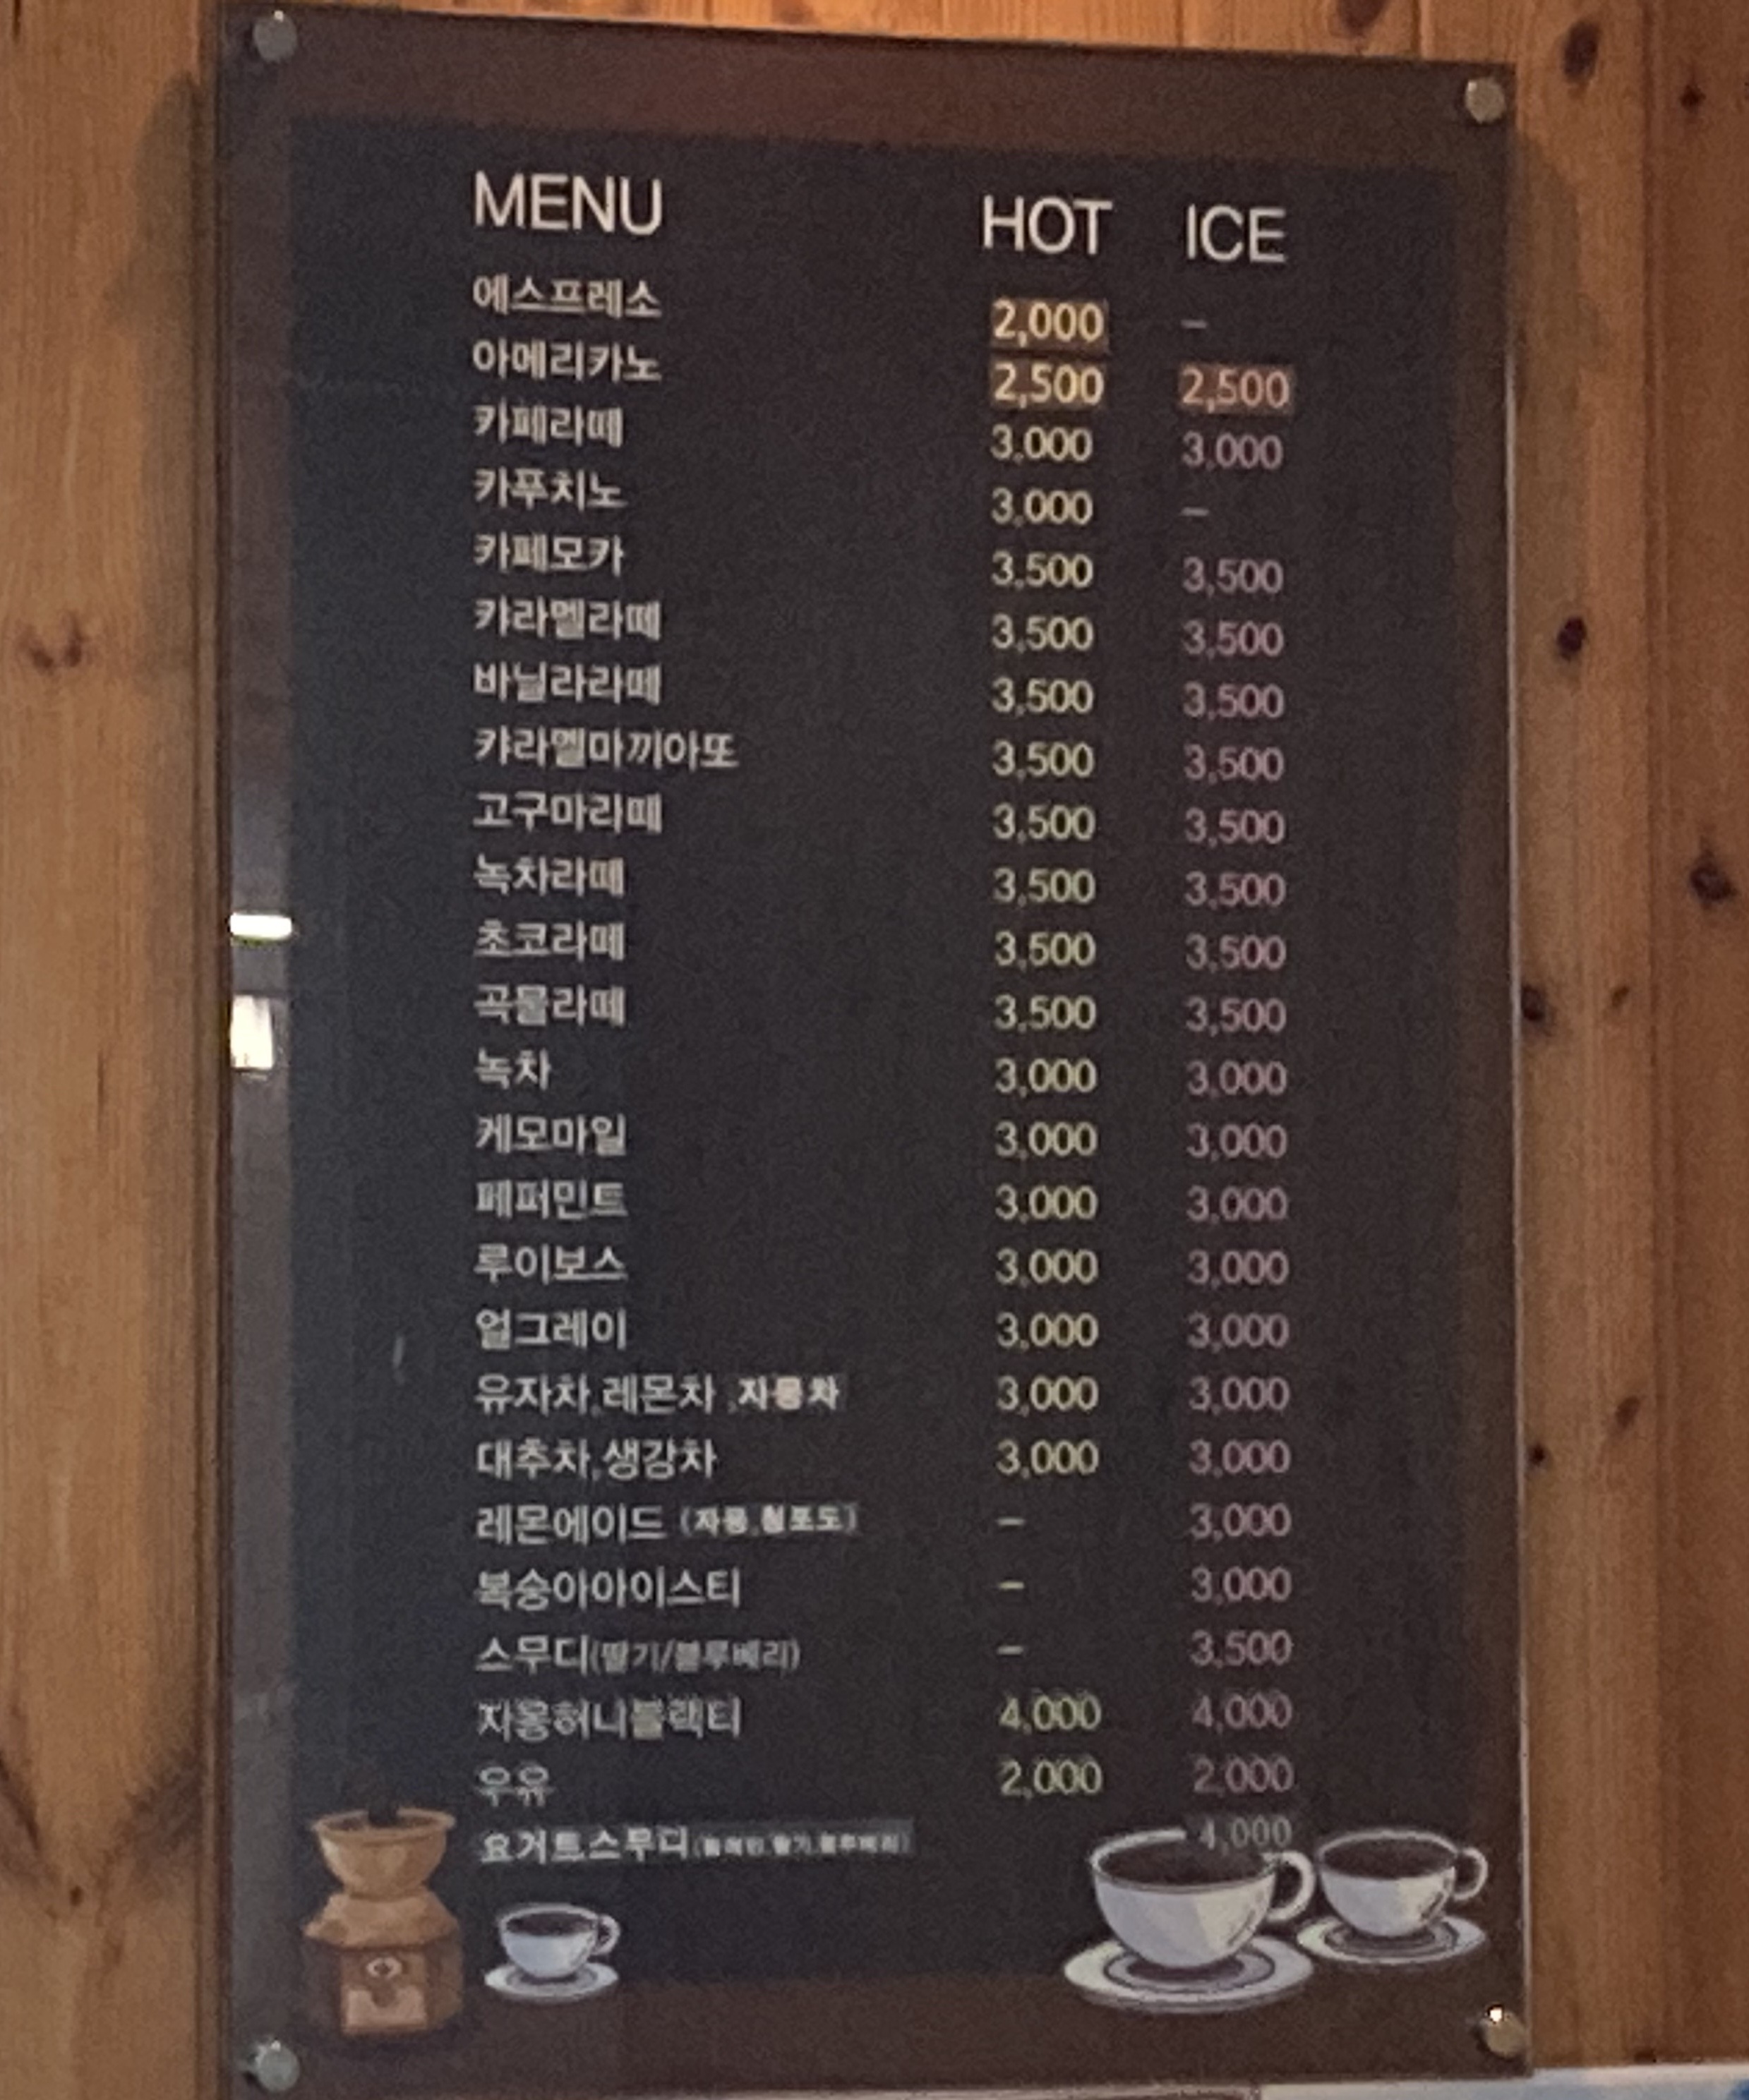 MENU HOT ICE
에스프레소 2,000 –
아메리카노 2,500 2,500
카페라떼 3,000 3,000
카푸치노 3,000 –
카페모카 3,500 3,500
캬라멜라떼 3,500 3,500
바닐라라떼 3,500 3,500
캬라멜마끼아또 3,500 3,500
고구마라떼 3,500 3,500
녹차라떼 3,500 3,500
초코라떼 3,500 3,500
곡물라떼 3,500 3,500
녹차 3,000 3,000
케모마일 3,000 3,000
페퍼민트 3,000 3,000
루이보스 3,000 3,000
얼그레이 3,000 3,000
유자차,레몬차 ,자몽차 3,000 3,000
대추차,생강차 3,000 3,000
레몬에이드 (자몽,청포도) – 3,000
복숭아아이스티 – 3,000
스무디(딸기/블루베리) – 3,500
자몽허니블랙티 4,000 4,000
우유 2,000 2,000
요거트스무디(플레인,딸기,블루베리) 4,000